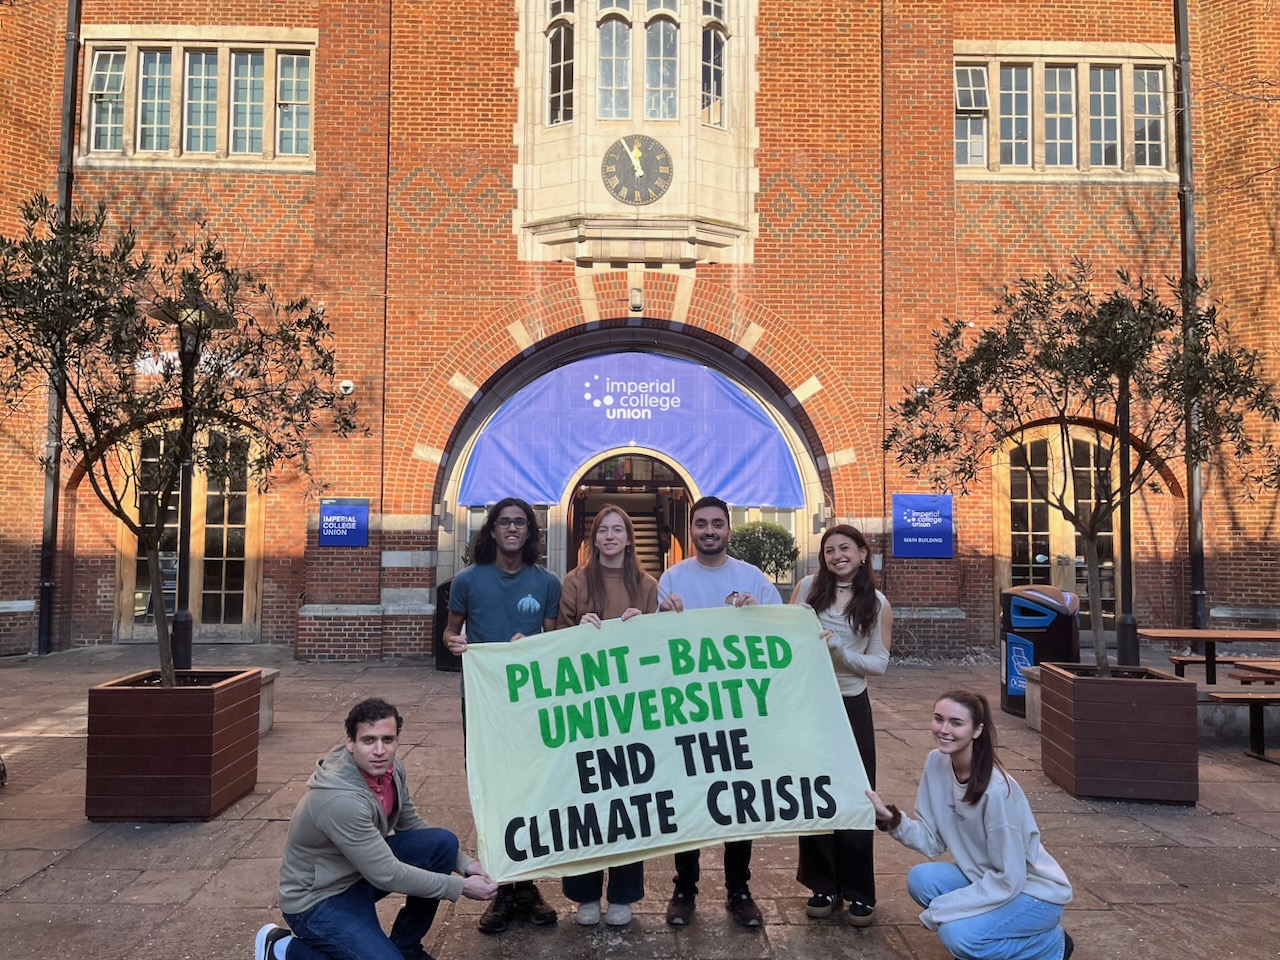 imperial
college
union
IMPERIAL
COLLEGE
UNION
imperial
college
union
MAIN BUILDING
PLANT-BASED
UNIVERSITY
END THE
CLIMATE CRISIS